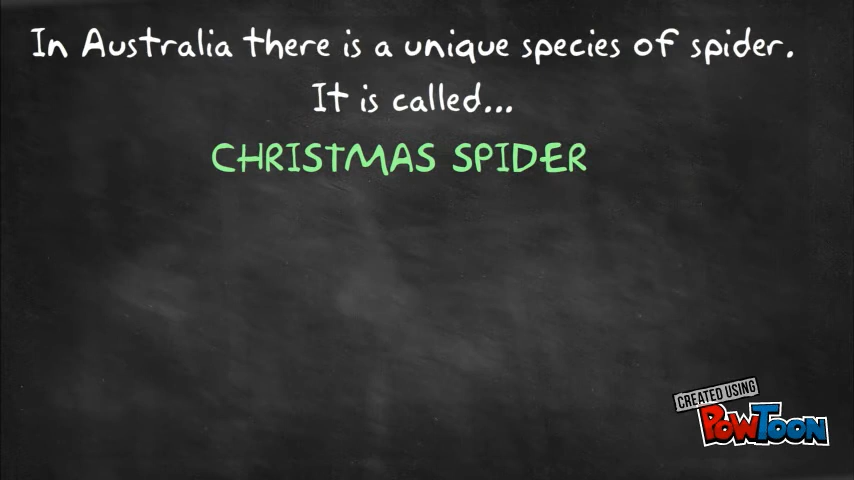 In Australia there is a unique species of spider.
It is called...
CHRISTMAS SPIDER
CREATED USING
POWTOON